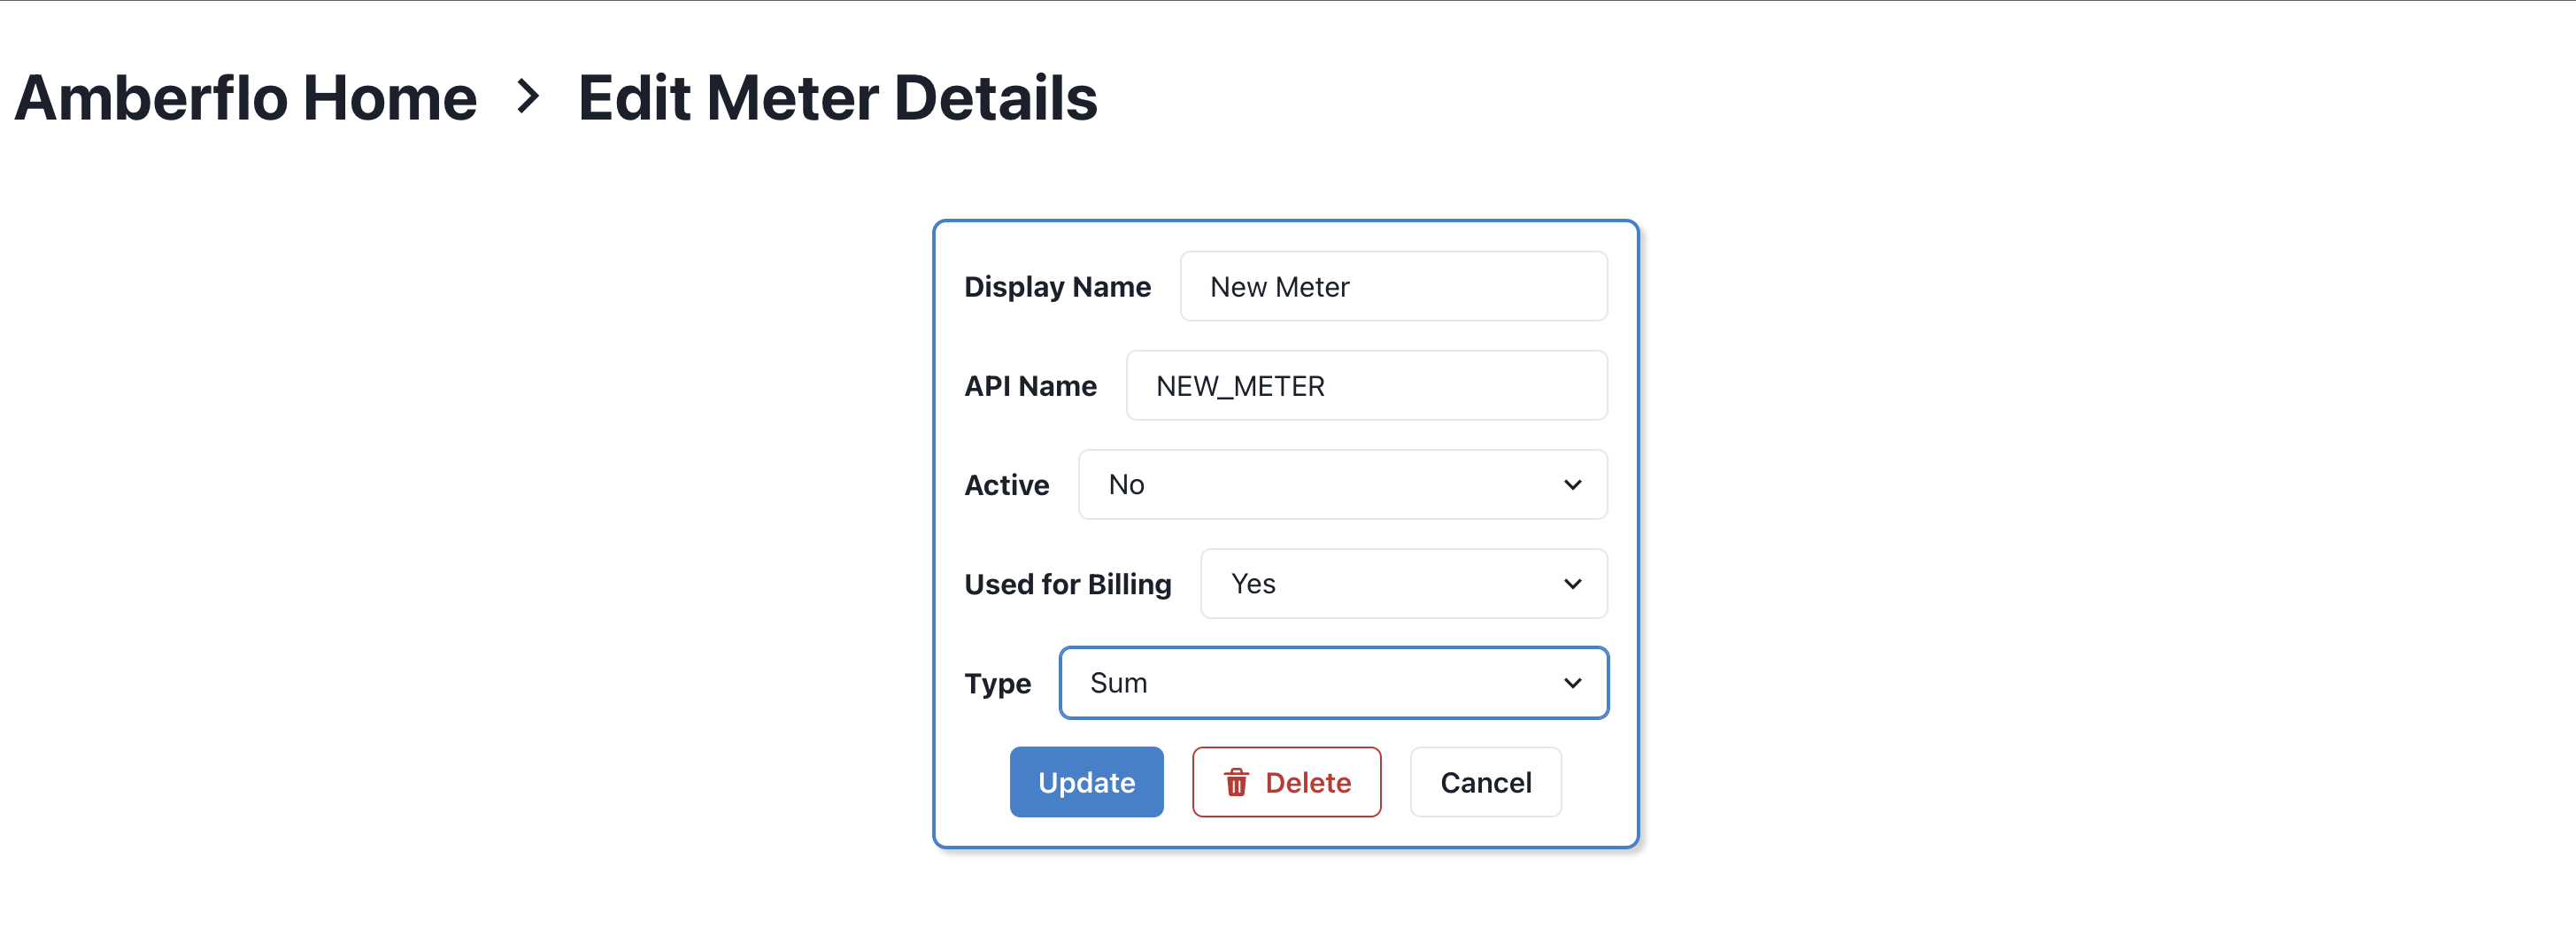 Amberflo Home > Edit Meter Details
Display Name New Meter
API Name NEW_METER
Active No
Used for Billing Yes
Type Sum
Update Delete Cancel